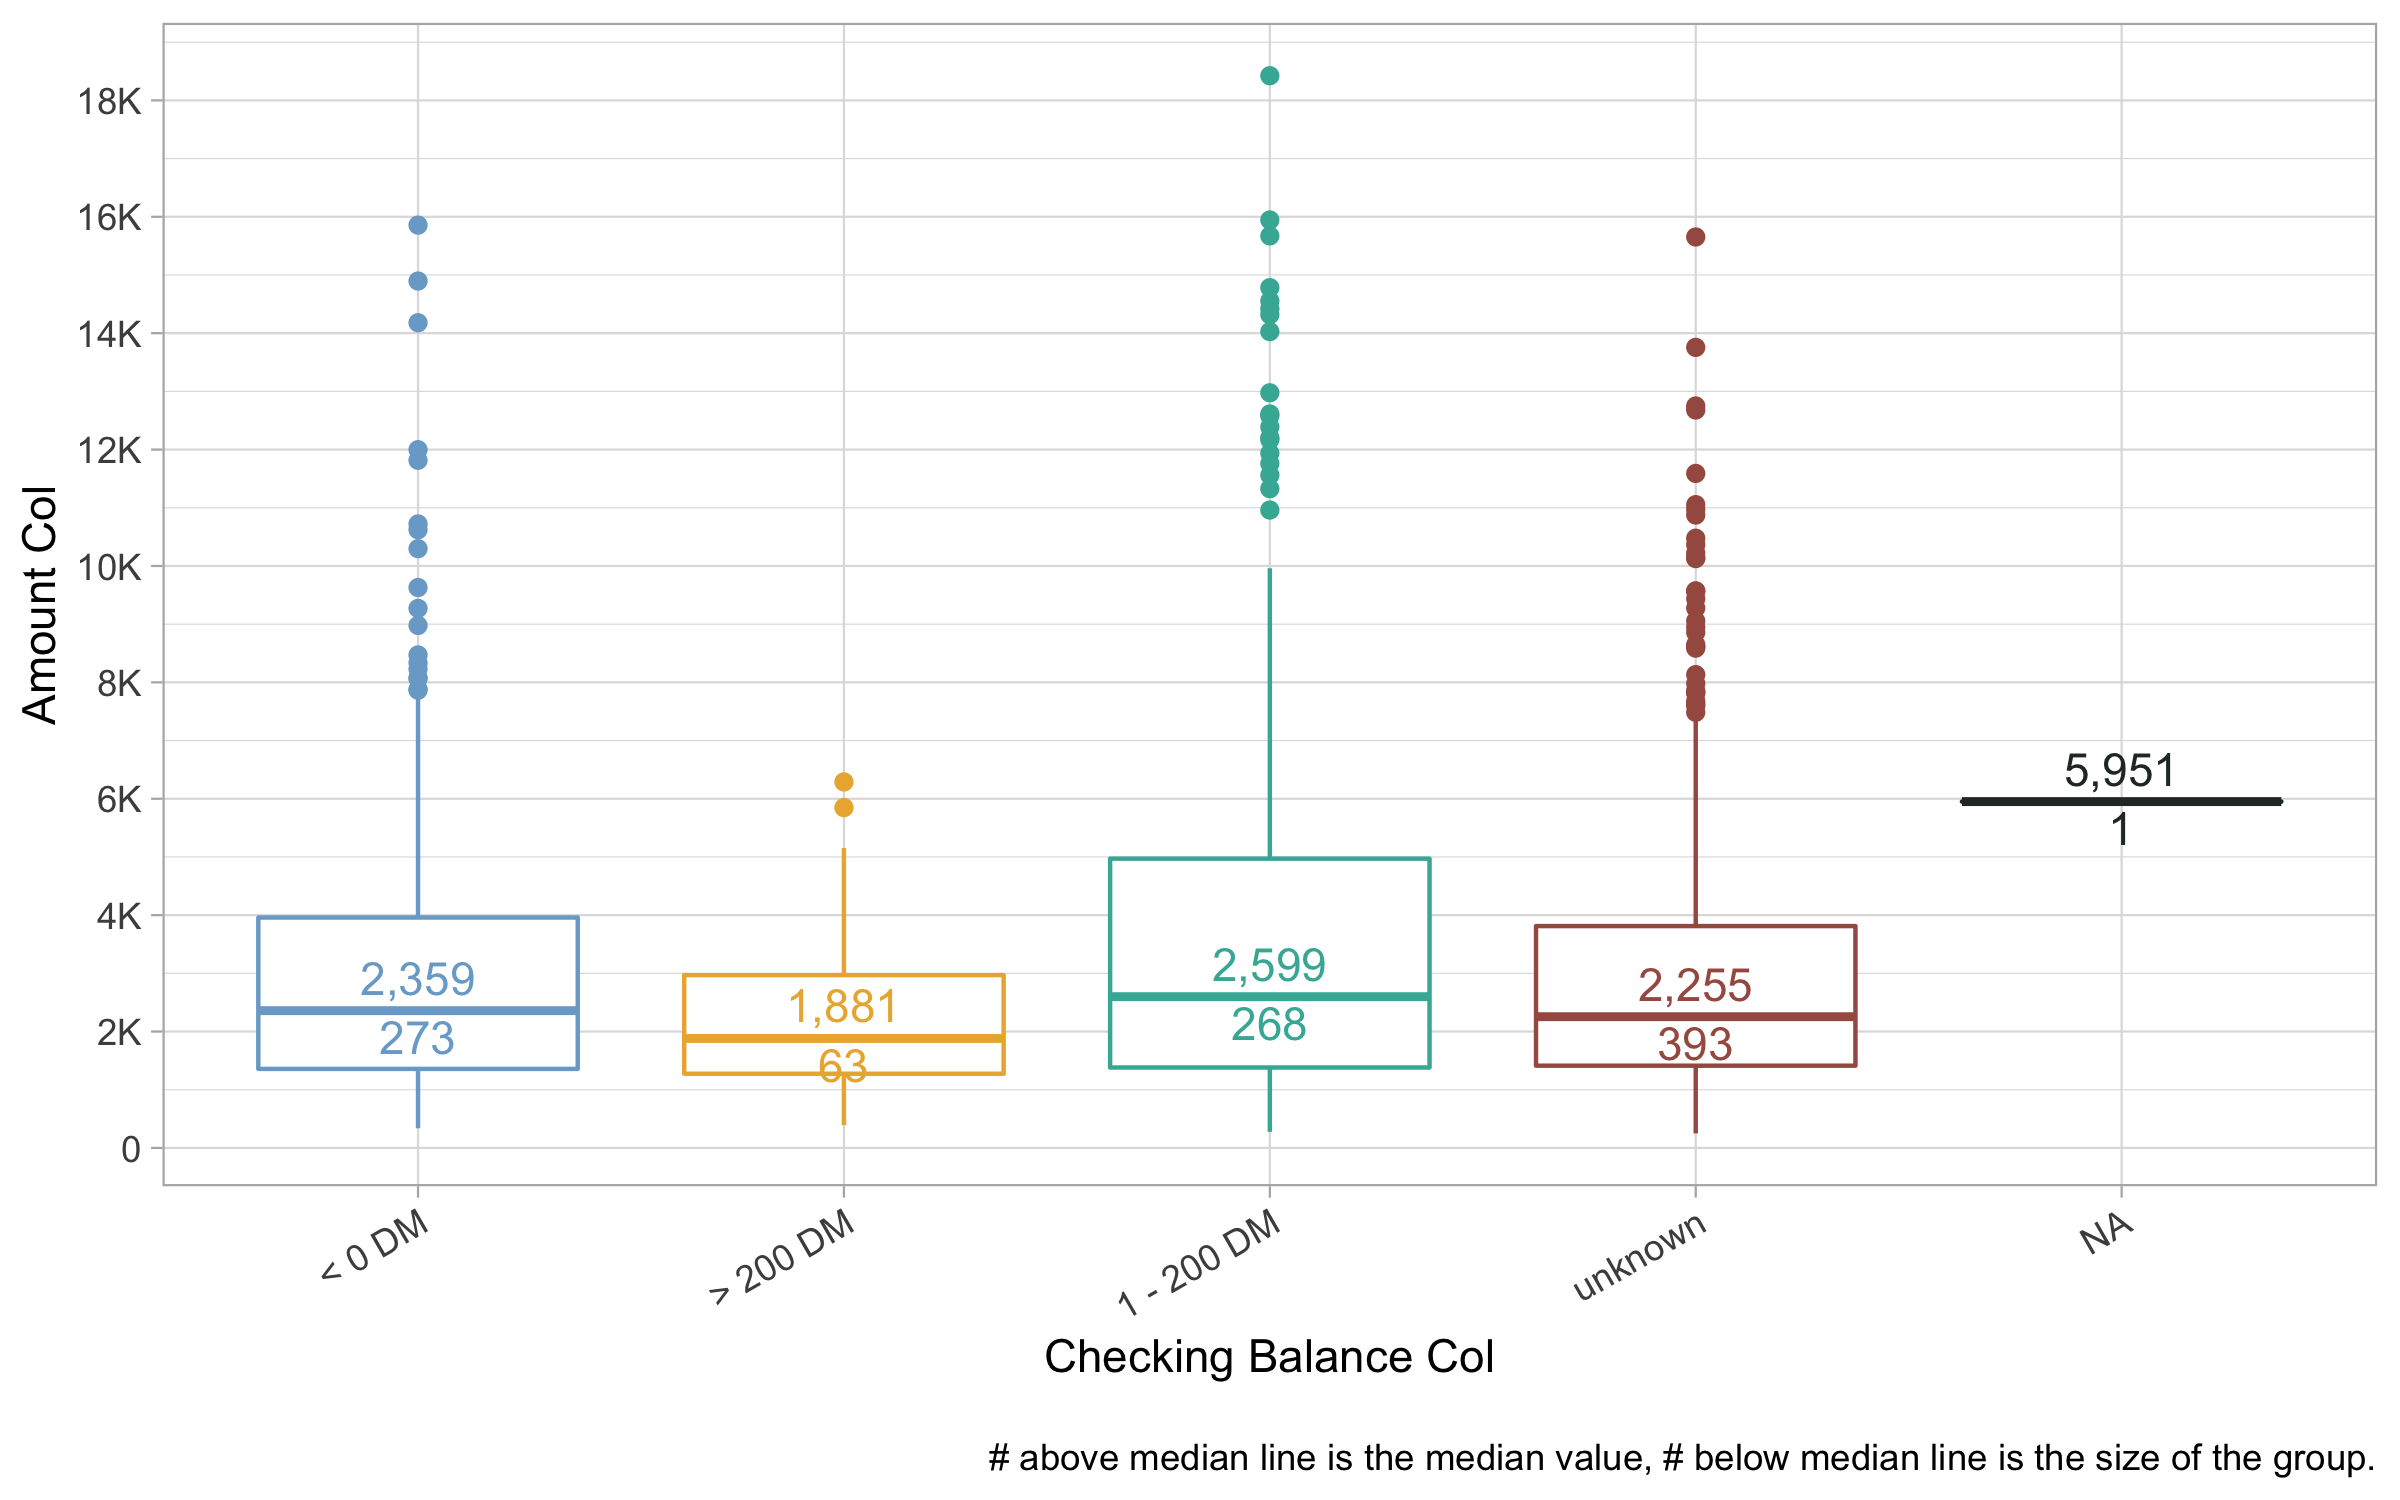 18K
16K
14K
12K
10K
8K
6K
4K
2K
0
Amount Col
2,359
273
1,881
63
2,599
268
2,255
393
5,951
1
< 0 DM
> 200 DM
1 - 200 DM
unknown
NA
Checking Balance Col
# above median line is the median value, # below median line is the size of the group.